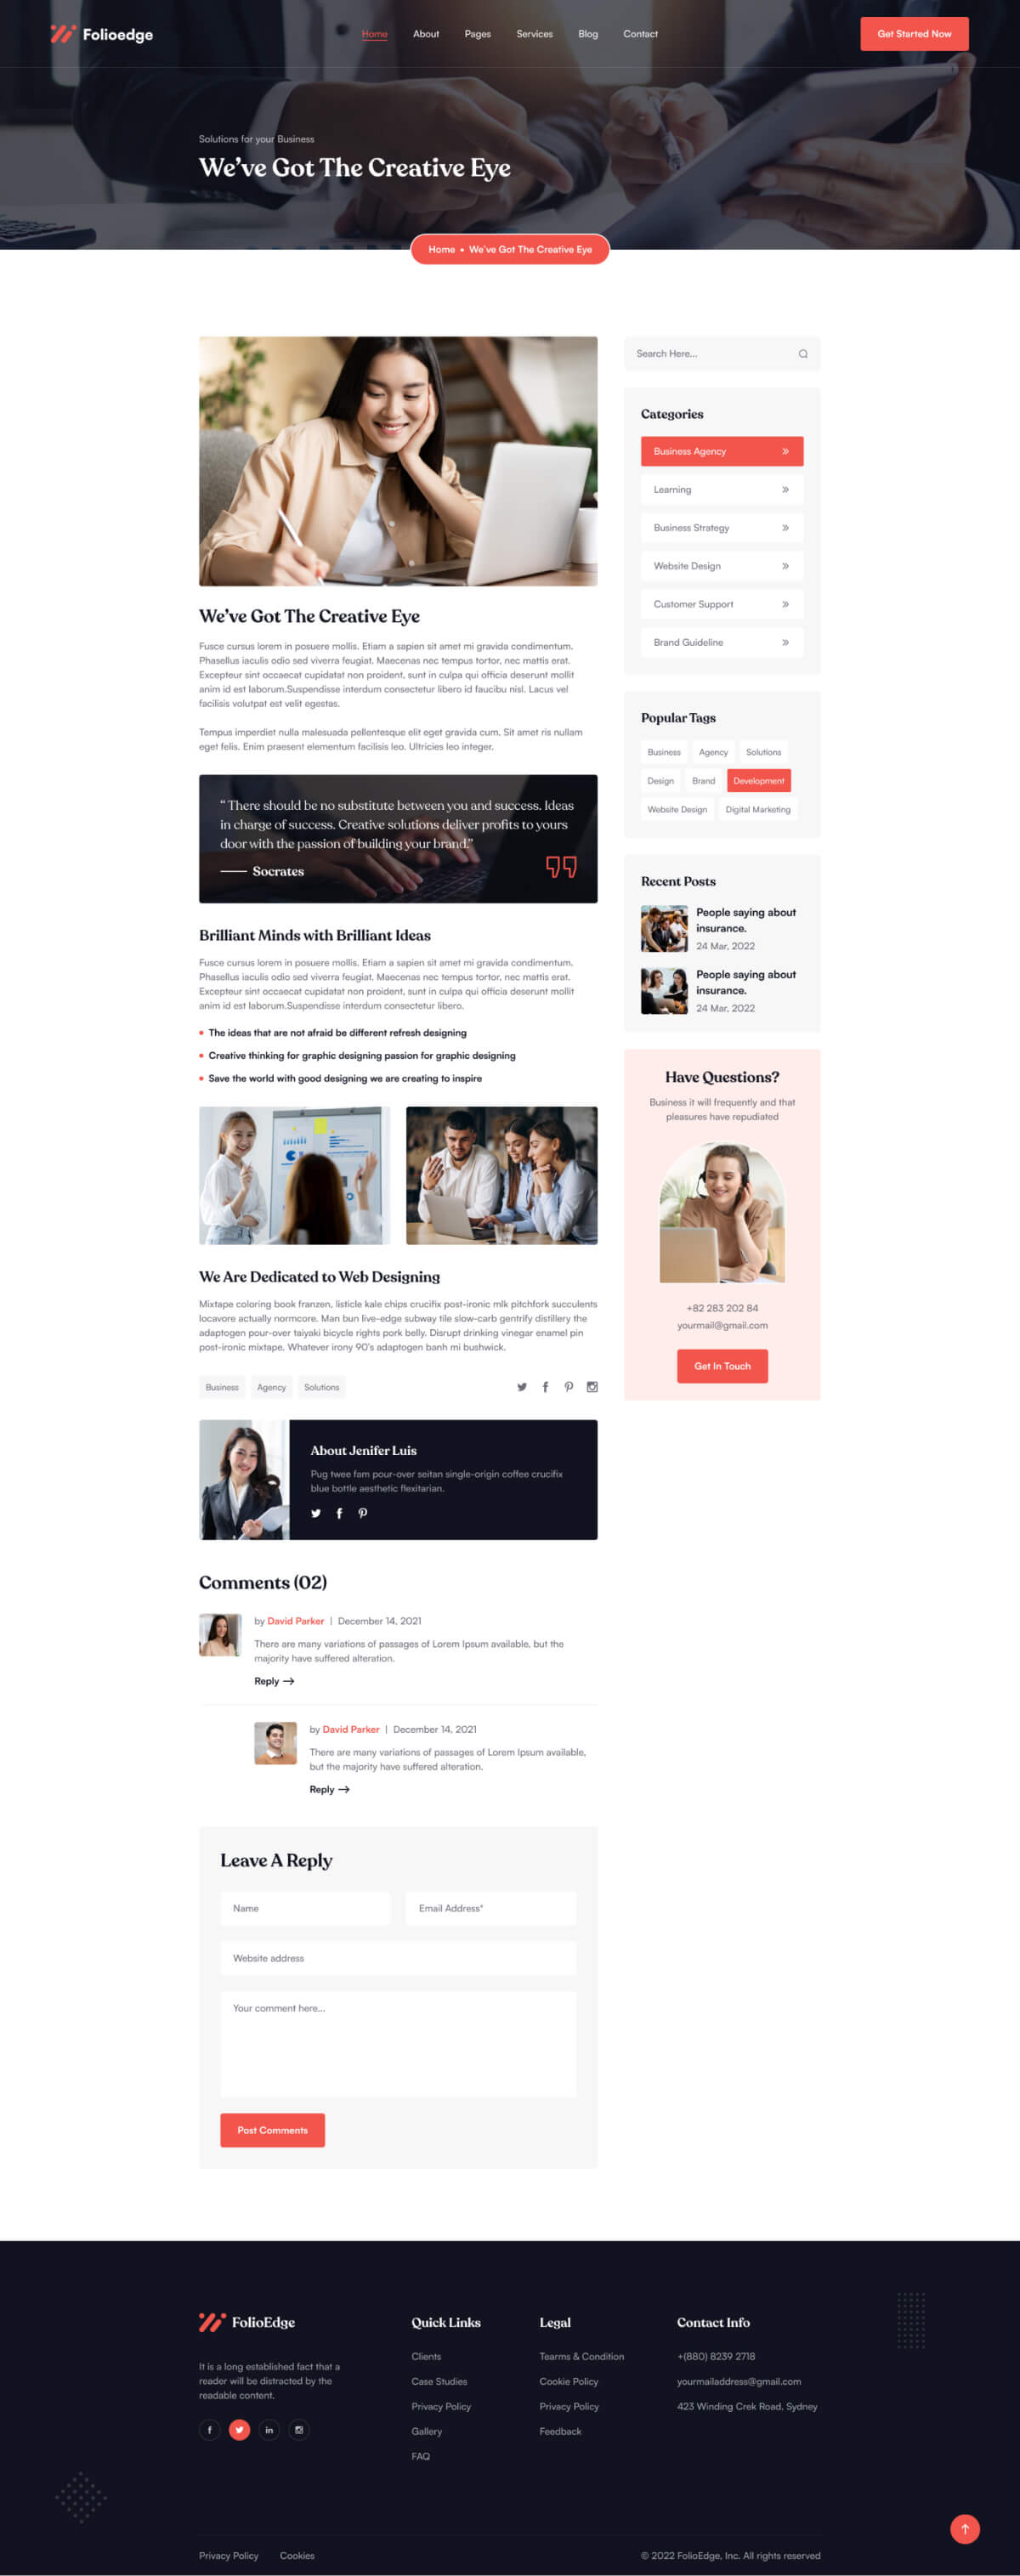 Folioedge
Home
About
Pages
Services
Blog
Contact
Get Started Now
Solutions for your Business
We've Got The Creative Eye
Home • We've Got The Creative Eye
Search Here...
Categories
Business Agency
Learning
Business Strategy
Website Design
Customer Support
Brand Guideline
Popular Tags
Business Agency Solutions
Design Brand Development
Website Design Digital Marketing
Recent Posts
People saying about
insurance.
24 Mar, 2022
People saying about
insurance.
24 Mar, 2022
Have Questions?
Business it will frequently and that
pleasures have repudiated
+82 283 202 84
yourmail@gmail.com
Get In Touch
We've Got The Creative Eye
Fusce cursus lorem in posuere mollis. Etiam a sapien sit amet mi gravida condimentum.
Phasellus iaculis odio sed viverra feugiat. Maecenas nec tempus tortor, nec mattis erat.
Excepteur sint occaecat cupidatat non proident, sunt in culpa qui officia deserunt mollit
anim id est laborum.Suspendisse interdum consectetur libero id faucibu nisl. Lacus vel
facilisis volutpat est velit egestas.
Tempus imperdiet nulla malesuada pellentesque elit eget gravida cum. Sit amet ris nullam
eget felis. Enim praesent elementum facilisis leo. Ultricies leo integer.
“ There should be no substitute between you and success. Ideas
in charge of success. Creative solutions deliver profits to yours
door with the passion of building your brand.”
Socrates
Brilliant Minds with Brilliant Ideas
Fusce cursus lorem in posuere mollis. Etiam a sapien sit amet mi gravida condimentum.
Phasellus iaculis odio sed viverra feugiat. Maecenas nec tempus tortor, nec mattis erat.
Excepteur sint occaecat cupidatat non proident, sunt in culpa qui officia deserunt mollit
anim id est laborum.Suspendisse interdum consectetur libero.
• The ideas that are not afraid be different refresh designing
• Creative thinking for graphic designing passion for graphic designing
• Save the world with good designing we are creating to inspire
We Are Dedicated to Web Designing
Mixtape coloring book franzen, listicle kale chips crucifix post-ironic mlk pitchfork succulents
locavore actually normcore. Man bun live-edge subway tile slow-carb gentrify distillery the
adaptogen pour-over taiyaki bicycle rights pork belly. Disrupt drinking vinegar enamel pin
post-ironic mixtape. Whatever irony 90's adaptogen banh mi bushwick.
Business Agency Solutions
About Jenifer Luis
Pug twee fam pour-over seitan single-origin coffee crucifix
blue bottle aesthetic flexitarian.
Comments (02)
by David Parker | December 14, 2021
There are many variations of passages of Lorem Ipsum available, but the
majority have suffered alteration.
Reply
by David Parker | December 14, 2021
There are many variations of passages of Lorem Ipsum available,
but the majority have suffered alteration.
Reply
Leave A Reply
Name
Email Address*
Website address
Your comment here...
Post Comments
FolioEdge
It is a long established fact that a
reader will be distracted by the
readable content.
Quick Links
Clients
Case Studies
Privacy Policy
Gallery
FAQ
Legal
Tearms & Condition
Cookie Policy
Privacy Policy
Feedback
Contact Info
+(880) 8239 2718
yourmailaddress@gmail.com
423 Winding Crek Road, Sydney
Privacy Policy Cookies
© 2022 FolioEdge, Inc. All rights reserved